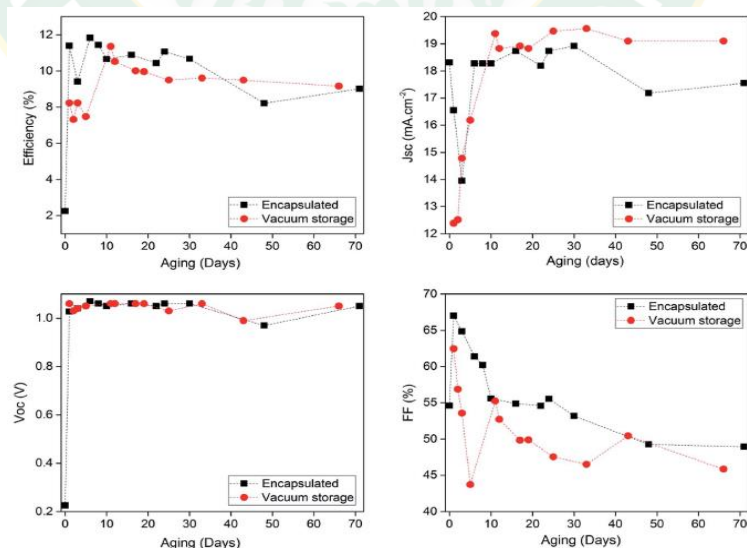 12
10
8
6
4
2
Efficiency (%)
Encapsulated
Vacuum storage
0 10 20 30 40 50 60 70
Aging (Days)
20
19
18
17
16
15
14
13
12
Jsc (mA.cm⁻²)
Encapsulated
Vacuum storage
0 10 20 30 40 50 60 70
Aging (days)
1.0
0.8
0.6
0.4
0.2
Voc (V)
Encapsulated
Vacuum storage
0 10 20 30 40 50 60 70
Aging (Days)
70
65
60
55
50
45
40
FF (%)
Encapsulated
Vacuum storage
0 10 20 30 40 50 60 70
Aging (Days)